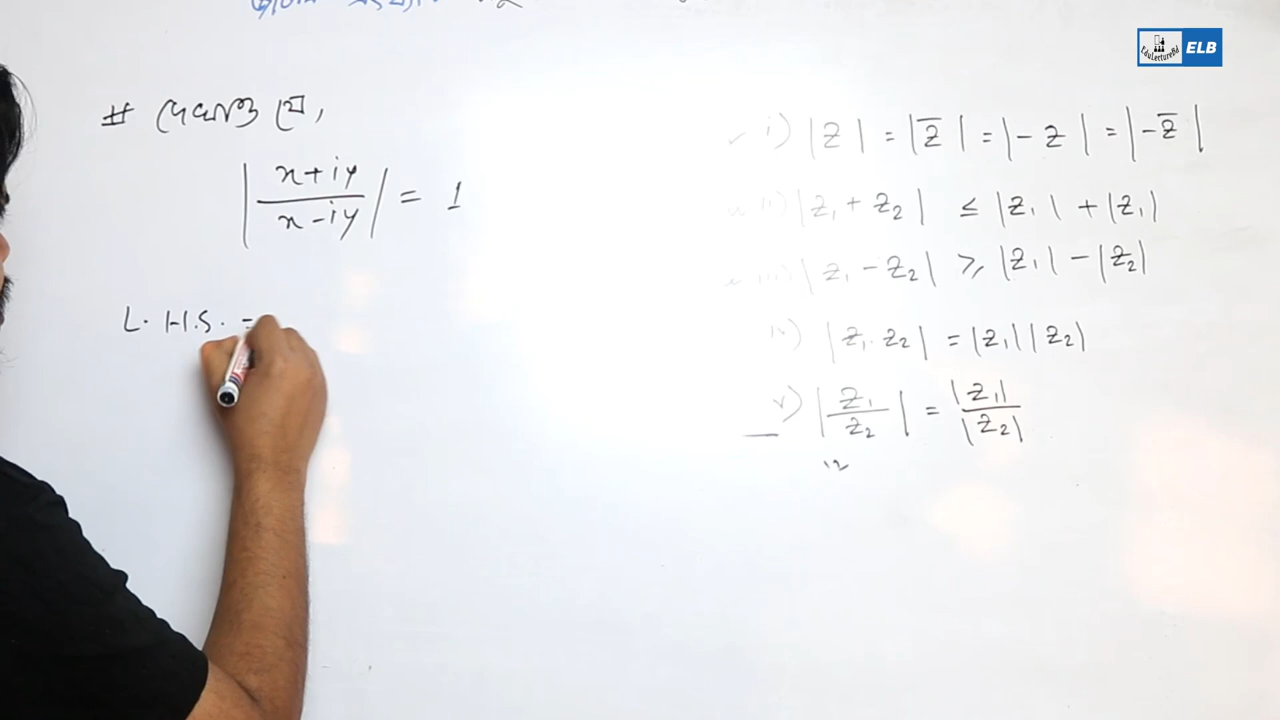 EduLectureBd ELB
# দেখাও যে,
| x+iy / x-iy | = 1
L.H.S. =
i) |z| = |z̅| = |-z| = |-z̅|
ii) |z₁ + z₂| ≤ |z₁| + |z₁|
iii) |z₁ - z₂| ≥ |z₁| - |z₂|
iv) |z₁. z₂| = |z₁| |z₂|
v) | z₁ / z₂ | = |z₁| / |z₂|